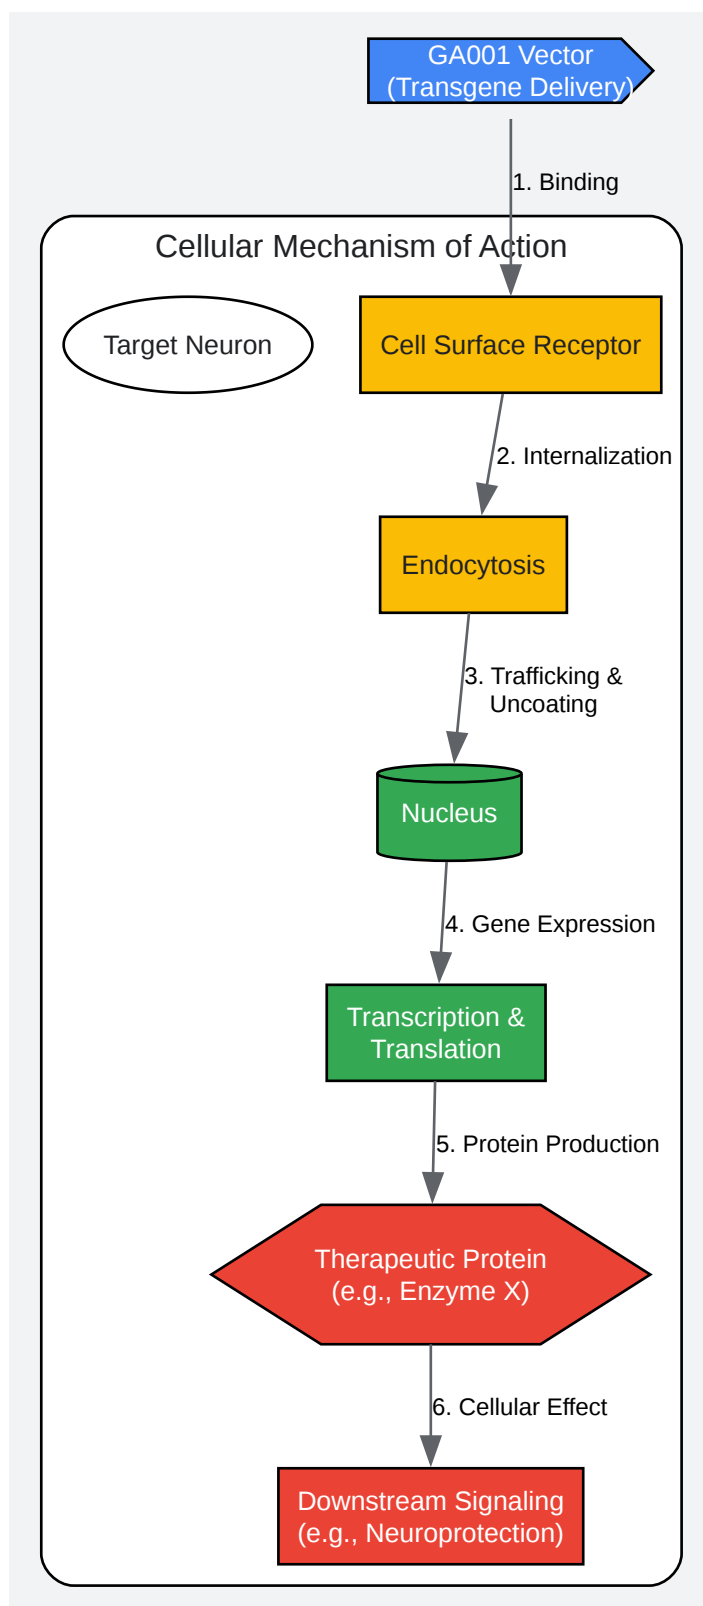 GA001 Vector
(Transgene Delivery)
1. Binding
Cellular Mechanism of Action
Target Neuron
Cell Surface Receptor
2. Internalization
Endocytosis
3. Trafficking &
Uncoating
Nucleus
4. Gene Expression
Transcription &
Translation
5. Protein Production
Therapeutic Protein
(e.g., Enzyme X)
6. Cellular Effect
Downstream Signaling
(e.g., Neuroprotection)